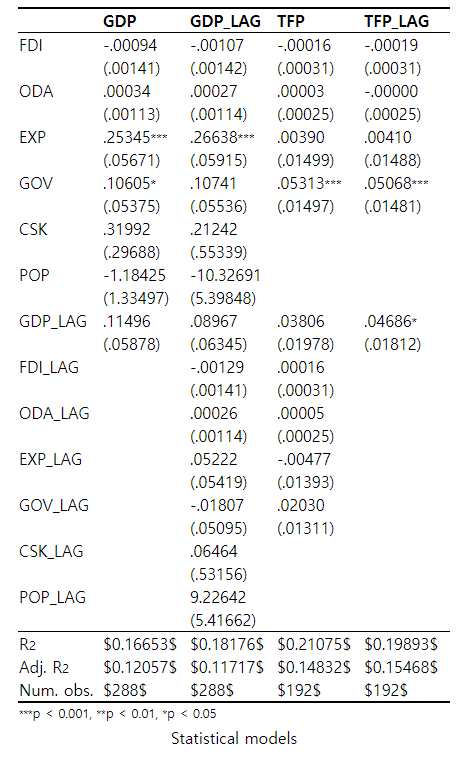 GDP GDP_LAG TFP TFP_LAG
FDI -.00094 -.00107 -.00016 -.00019
(.00141) (.00142) (.00031) (.00031)
ODA .00034 .00027 .00003 -.00000
(.00113) (.00114) (.00025) (.00025)
EXP .25345*** .26638*** .00390 .00410
(.05671) (.05915) (.01499) (.01488)
GOV .10605* .10741 .05313*** .05068***
(.05375) (.05536) (.01497) (.01481)
CSK .31992 .21242
(.29688) (.55339)
POP -1.18425 -10.32691
(1.33497) (5.39848)
GDP_LAG .11496 .08967 .03806 .04686*
(.05878) (.06345) (.01978) (.01812)
FDI_LAG -.00129 .00016
(.00141) (.00031)
ODA_LAG .00026 .00005
(.00114) (.00025)
EXP_LAG .05222 -.00477
(.05419) (.01393)
GOV_LAG -.01807 .02030
(.05095) (.01311)
CSK_LAG .06464
(.53156)
POP_LAG 9.22642
(5.41662)
R2 $0.16653$ $0.18176$ $0.21075$ $0.19893$
Adj. R2 $0.12057$ $0.11717$ $0.14832$ $0.15468$
Num. obs. $288$ $288$ $192$ $192$
***p < 0.001, **p < 0.01, *p < 0.05
Statistical models